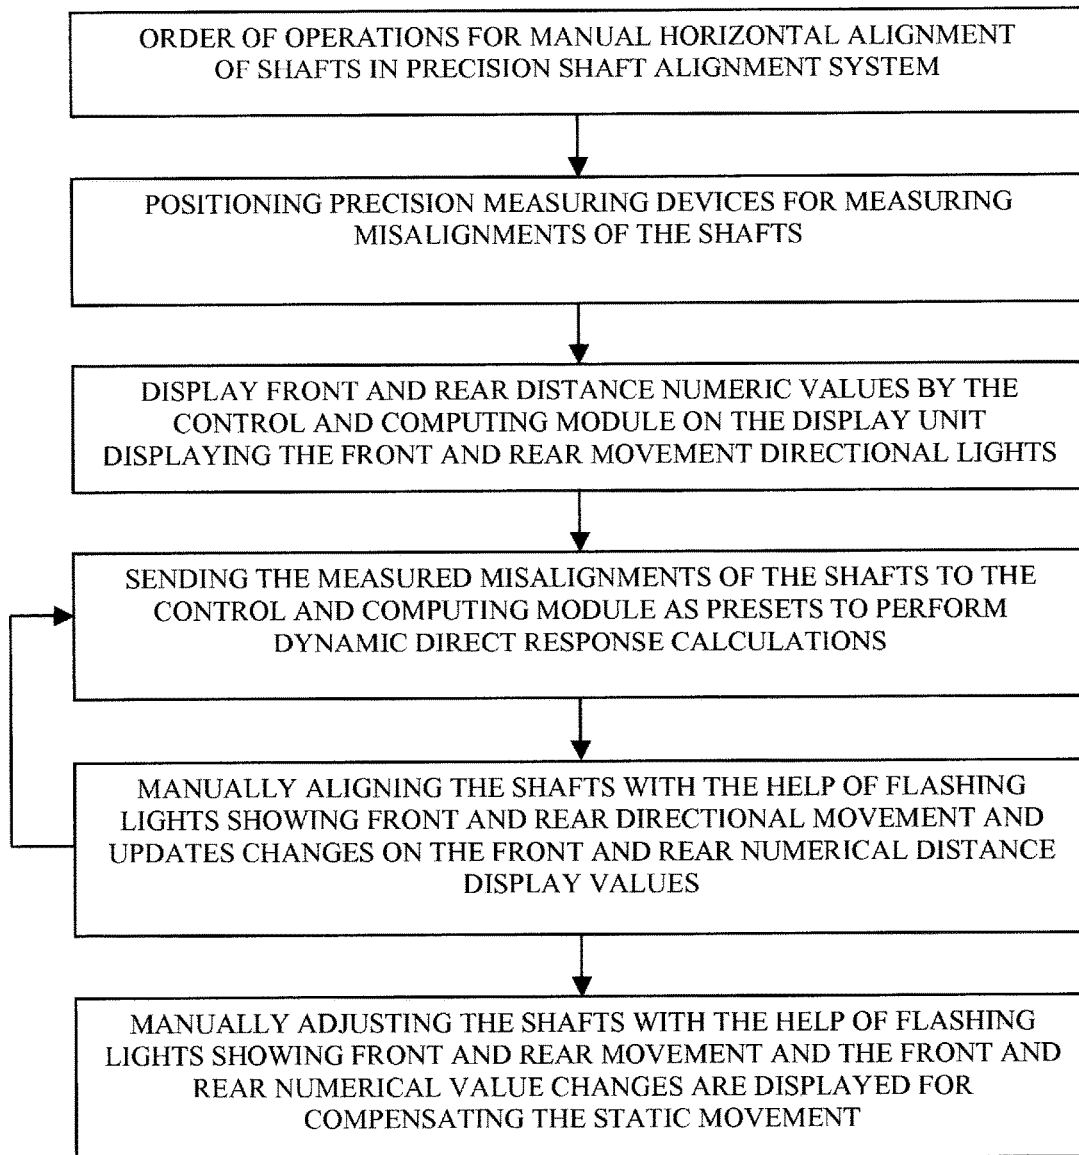 ORDER OF OPERATIONS FOR MANUAL HORIZONTAL ALIGNMENT
OF SHAFTS IN PRECISION SHAFT ALIGNMENT SYSTEM
POSITIONING PRECISION MEASURING DEVICES FOR MEASURING
MISALIGNMENTS OF THE SHAFTS
DISPLAY FRONT AND REAR DISTANCE NUMERIC VALUES BY THE
CONTROL AND COMPUTING MODULE ON THE DISPLAY UNIT
DISPLAYING THE FRONT AND REAR MOVEMENT DIRECTIONAL LIGHTS
SENDING THE MEASURED MISALIGNMENTS OF THE SHAFTS TO THE
CONTROL AND COMPUTING MODULE AS PRESETS TO PERFORM
DYNAMIC DIRECT RESPONSE CALCULATIONS
MANUALLY ALIGNING THE SHAFTS WITH THE HELP OF FLASHING
LIGHTS SHOWING FRONT AND REAR DIRECTIONAL MOVEMENT AND
UPDATES CHANGES ON THE FRONT AND REAR NUMERICAL DISTANCE
DISPLAY VALUES
MANUALLY ADJUSTING THE SHAFTS WITH THE HELP OF FLASHING
LIGHTS SHOWING FRONT AND REAR MOVEMENT AND THE FRONT AND
REAR NUMERICAL VALUE CHANGES ARE DISPLAYED FOR
COMPENSATING THE STATIC MOVEMENT